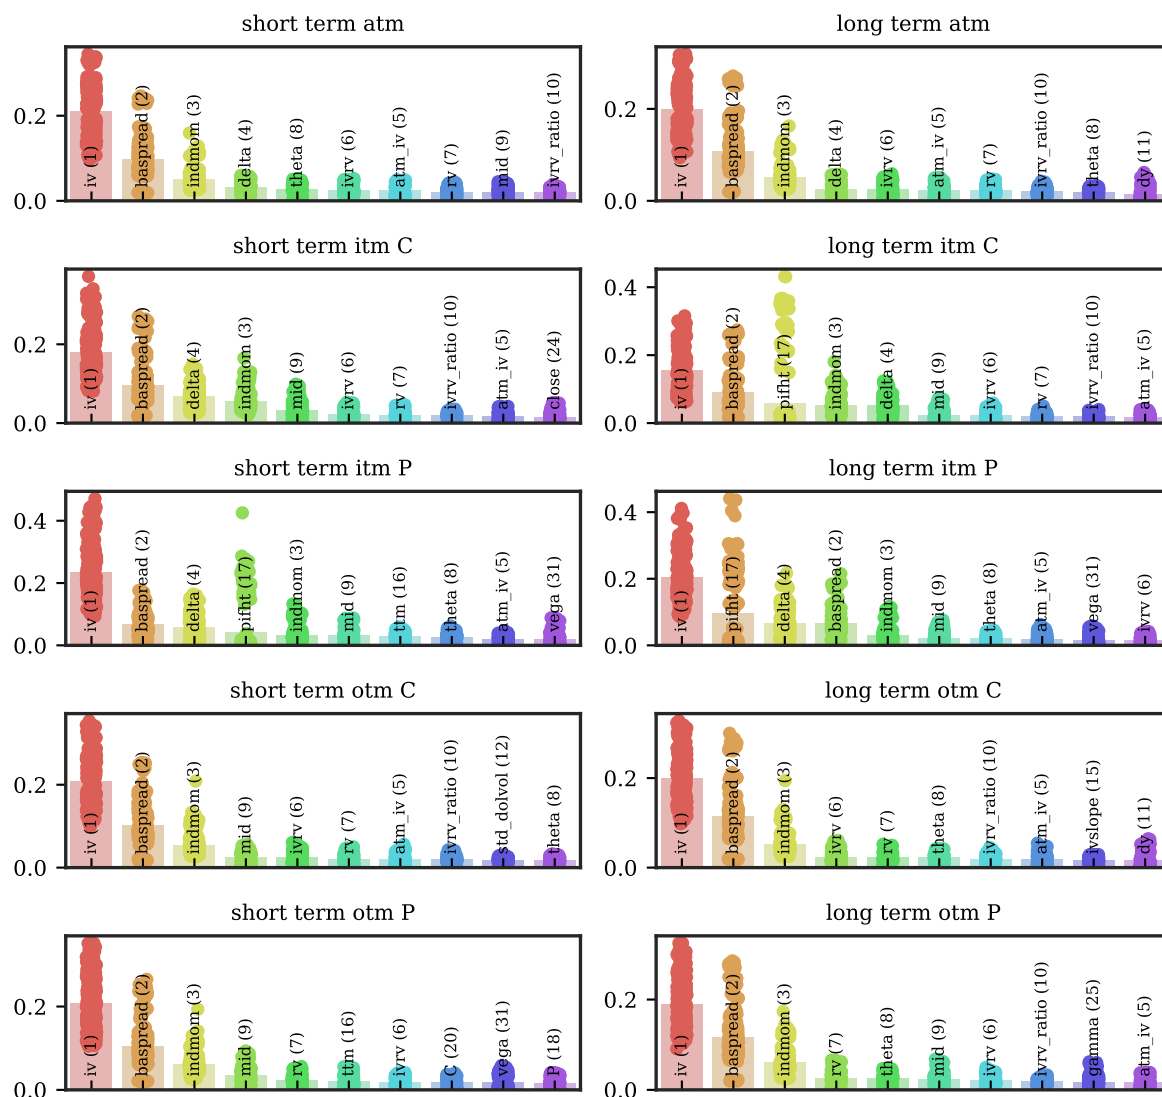 short term atm
0.2
0.0
iv (1)
baspread (2)
indmom (3)
delta (4)
theta (8)
ivrv (6)
atm_iv (5)
rv (7)
mid (9)
ivrv_ratio (10)
long term atm
0.2
0.0
iv (1)
baspread (2)
indmom (3)
delta (4)
ivrv (6)
atm_iv (5)
rv (7)
ivrv_ratio (10)
theta (8)
dy (11)
short term itm C
0.2
0.0
iv (1)
baspread (2)
delta (4)
indmom (3)
mid (9)
ivrv (6)
rv (7)
ivrv_ratio (10)
atm_iv (5)
close (24)
long term itm C
0.4
0.2
0.0
iv (1)
baspread (2)
pifht (17)
indmom (3)
delta (4)
mid (9)
ivrv (6)
rv (7)
ivrv_ratio (10)
atm_iv (5)
short term itm P
0.4
0.2
0.0
iv (1)
baspread (2)
delta (4)
pifht (17)
indmom (3)
mid (9)
ttm (16)
theta (8)
atm_iv (5)
vega (31)
long term itm P
0.4
0.2
0.0
iv (1)
pifht (17)
delta (4)
baspread (2)
indmom (3)
mid (9)
theta (8)
atm_iv (5)
vega (31)
ivrv (6)
short term otm C
0.2
0.0
iv (1)
baspread (2)
indmom (3)
mid (9)
ivrv (6)
rv (7)
atm_iv (5)
ivrv_ratio (10)
std_dolvol (12)
theta (8)
long term otm C
0.2
0.0
iv (1)
baspread (2)
indmom (3)
ivrv (6)
rv (7)
theta (8)
ivrv_ratio (10)
atm_iv (5)
ivslope (15)
dy (11)
short term otm P
0.2
0.0
iv (1)
baspread (2)
indmom (3)
mid (9)
rv (7)
ttm (16)
ivrv (6)
C (20)
vega (31)
P (18)
long term otm P
0.2
0.0
iv (1)
baspread (2)
indmom (3)
rv (7)
theta (8)
mid (9)
ivrv (6)
ivrv_ratio (10)
gamma (25)
atm_iv (5)